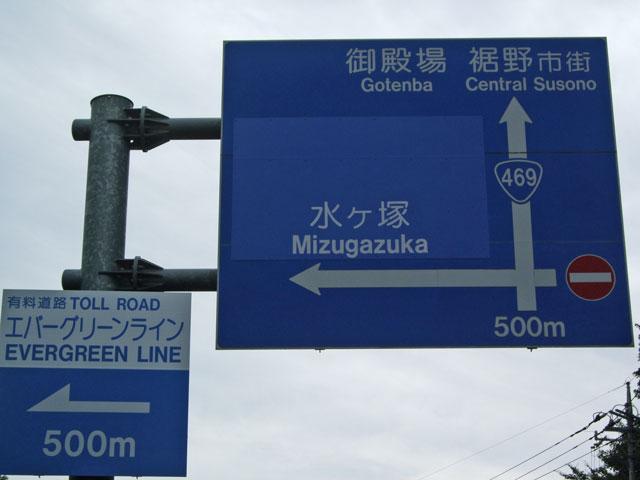 御殿場 裾野市街
Gotenba Central Susono
469
水ヶ塚
Mizugazuka
500m
有料道路 TOLL ROAD
エバーグリーンライン
EVERGREEN LINE
500m